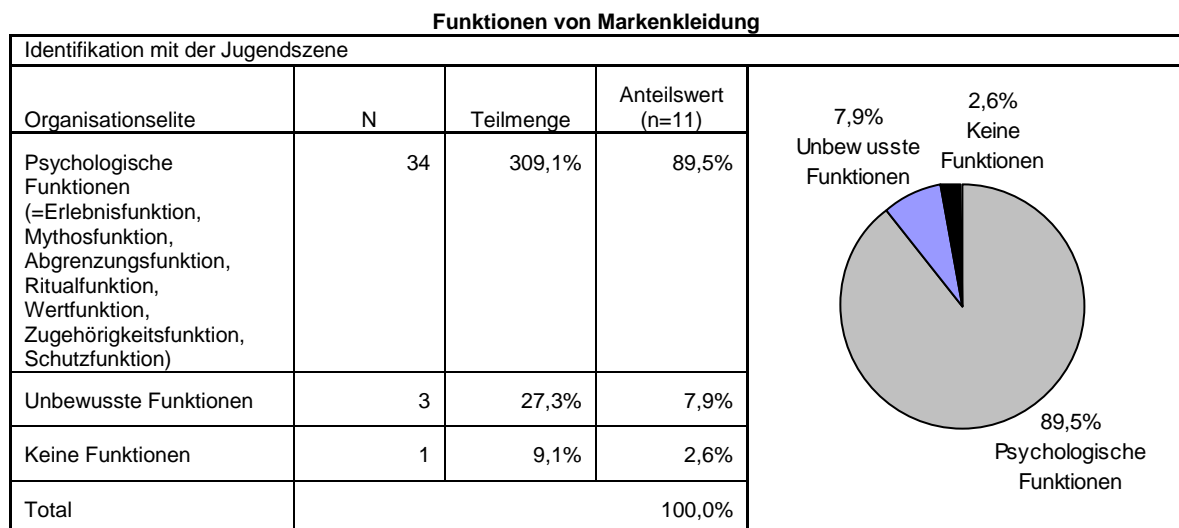 Funktionen von Markenkleidung
Identifikation mit der Jugendszene
Organisationselite N Teilmenge Anteilswert
(n=11)
Psychologische 34 309,1% 89,5%
Funktionen
(=Erlebnisfunktion,
Mythosfunktion,
Abgrenzungsfunktion,
Ritualfunktion,
Wertfunktion,
Zugehörigkeitsfunktion,
Schutzfunktion)
Unbewusste Funktionen 3 27,3% 7,9%
Keine Funktionen 1 9,1% 2,6%
Total 100,0%
7,9%
Unbew usste
Funktionen
2,6%
Keine
Funktionen
89,5%
Psychologische
Funktionen